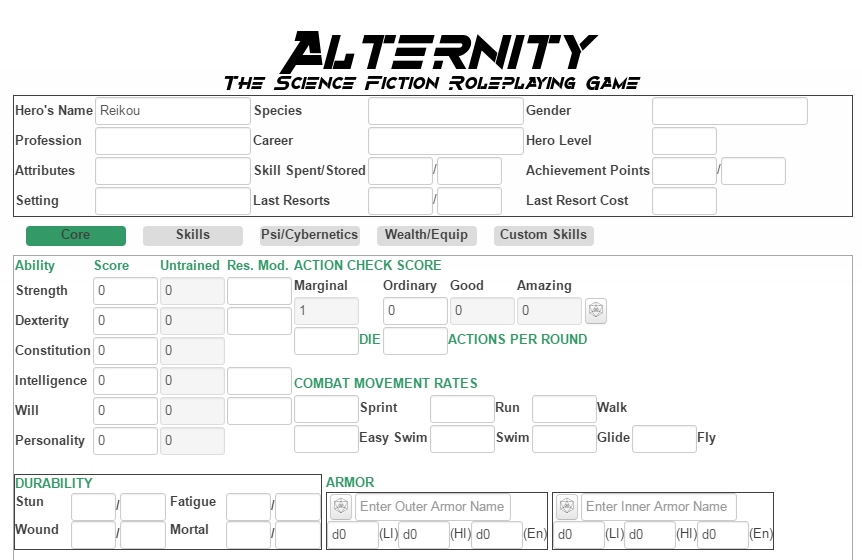 ALTERNITY
THE SCIENCE FICTION ROLEPLAYING GAME
Hero's Name Reikou Species Gender
Profession Career Hero Level
Attributes Skill Spent/Stored / Achievement Points /
Setting Last Resorts / Last Resort Cost
Core Skills Psi/Cybernetics Wealth/Equip Custom Skills
Ability Score Untrained Res. Mod. ACTION CHECK SCORE
Marginal Ordinary Good Amazing
Strength 0 0
1 0 0 0
Dexterity 0 0
DIE ACTIONS PER ROUND
Constitution 0 0
Intelligence 0 0 COMBAT MOVEMENT RATES
Will 0 0 Sprint Run Walk
Personality 0 0 Easy Swim Swim Glide Fly
DURABILITY ARMOR
Stun / Fatigue / Enter Outer Armor Name Enter Inner Armor Name
Wound / Mortal / d0 (LI) d0 (HI) d0 (En) d0 (LI) d0 (HI) d0 (En)